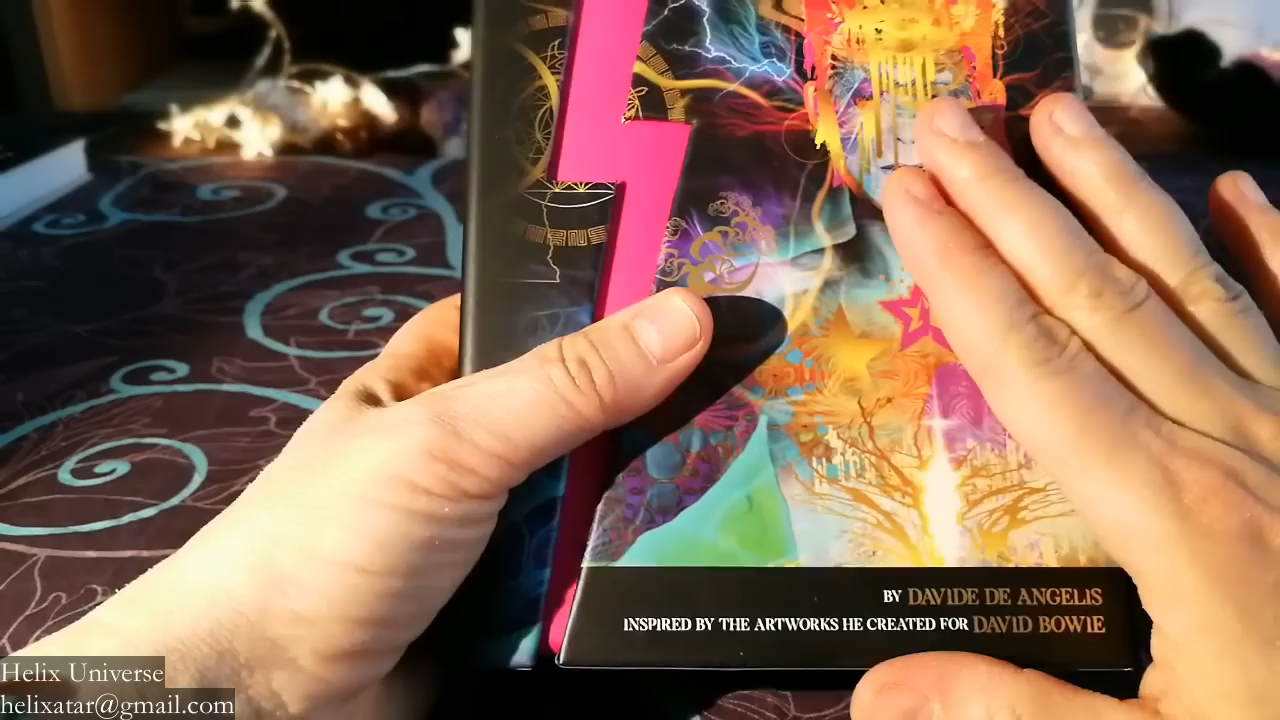 BY DAVIDE DE ANGELIS
INSPIRED BY THE ARTWORKS HE CREATED FOR DAVID BOWIE
Helix Universe
helixatar@gmail.com